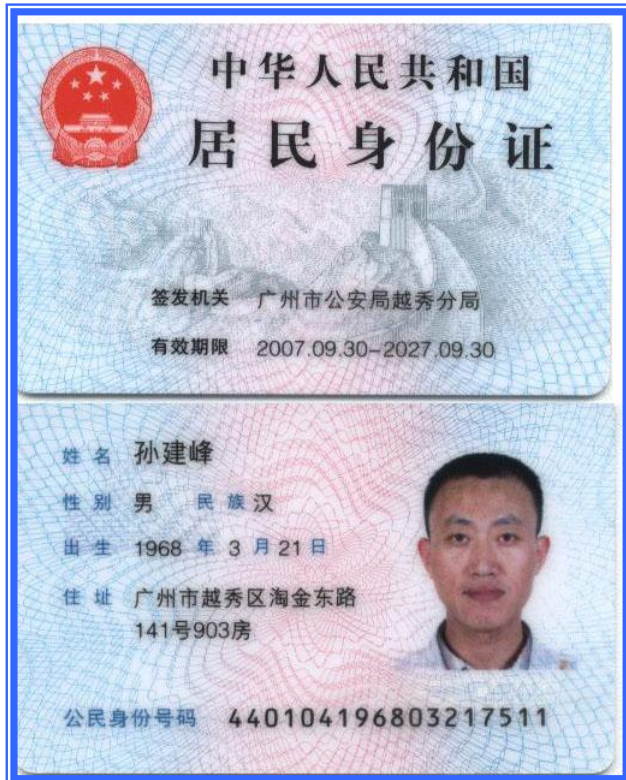 中华人民共和国
居民身份证
签发机关 广州市公安局越秀分局
有效期限 2007.09.30-2027.09.30
姓名 孙建峰
性别 男 民族 汉
出生 1968 年 3 月 21 日
住址 广州市越秀区淘金东路
141号903房
公民身份号码 440104196803217511